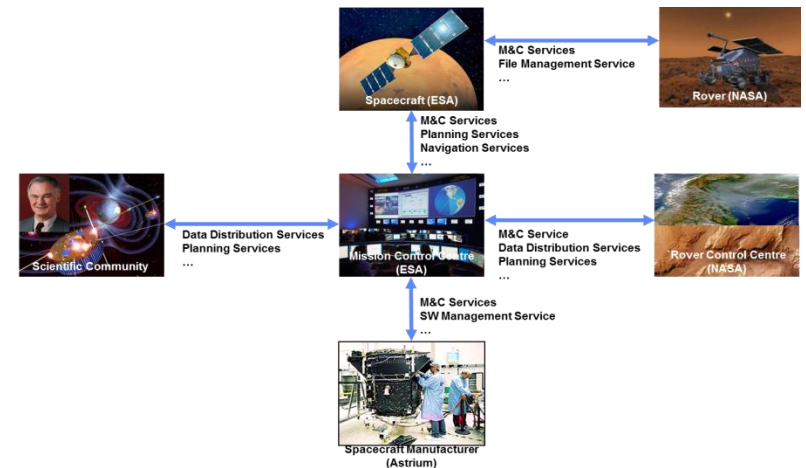 M&C Services
File Management Service
...
Spacecraft (ESA)
Rover (NASA)
M&C Services
Planning Services
Navigation Services
...
Data Distribution Services
Planning Services
...
M&C Service
Data Distribution Services
Planning Services
...
Scientific Community
Mission Control Centre
(ESA)
Rover Control Centre
(NASA)
M&C Services
SW Management Service
...
Spacecraft Manufacturer
(Astrium)